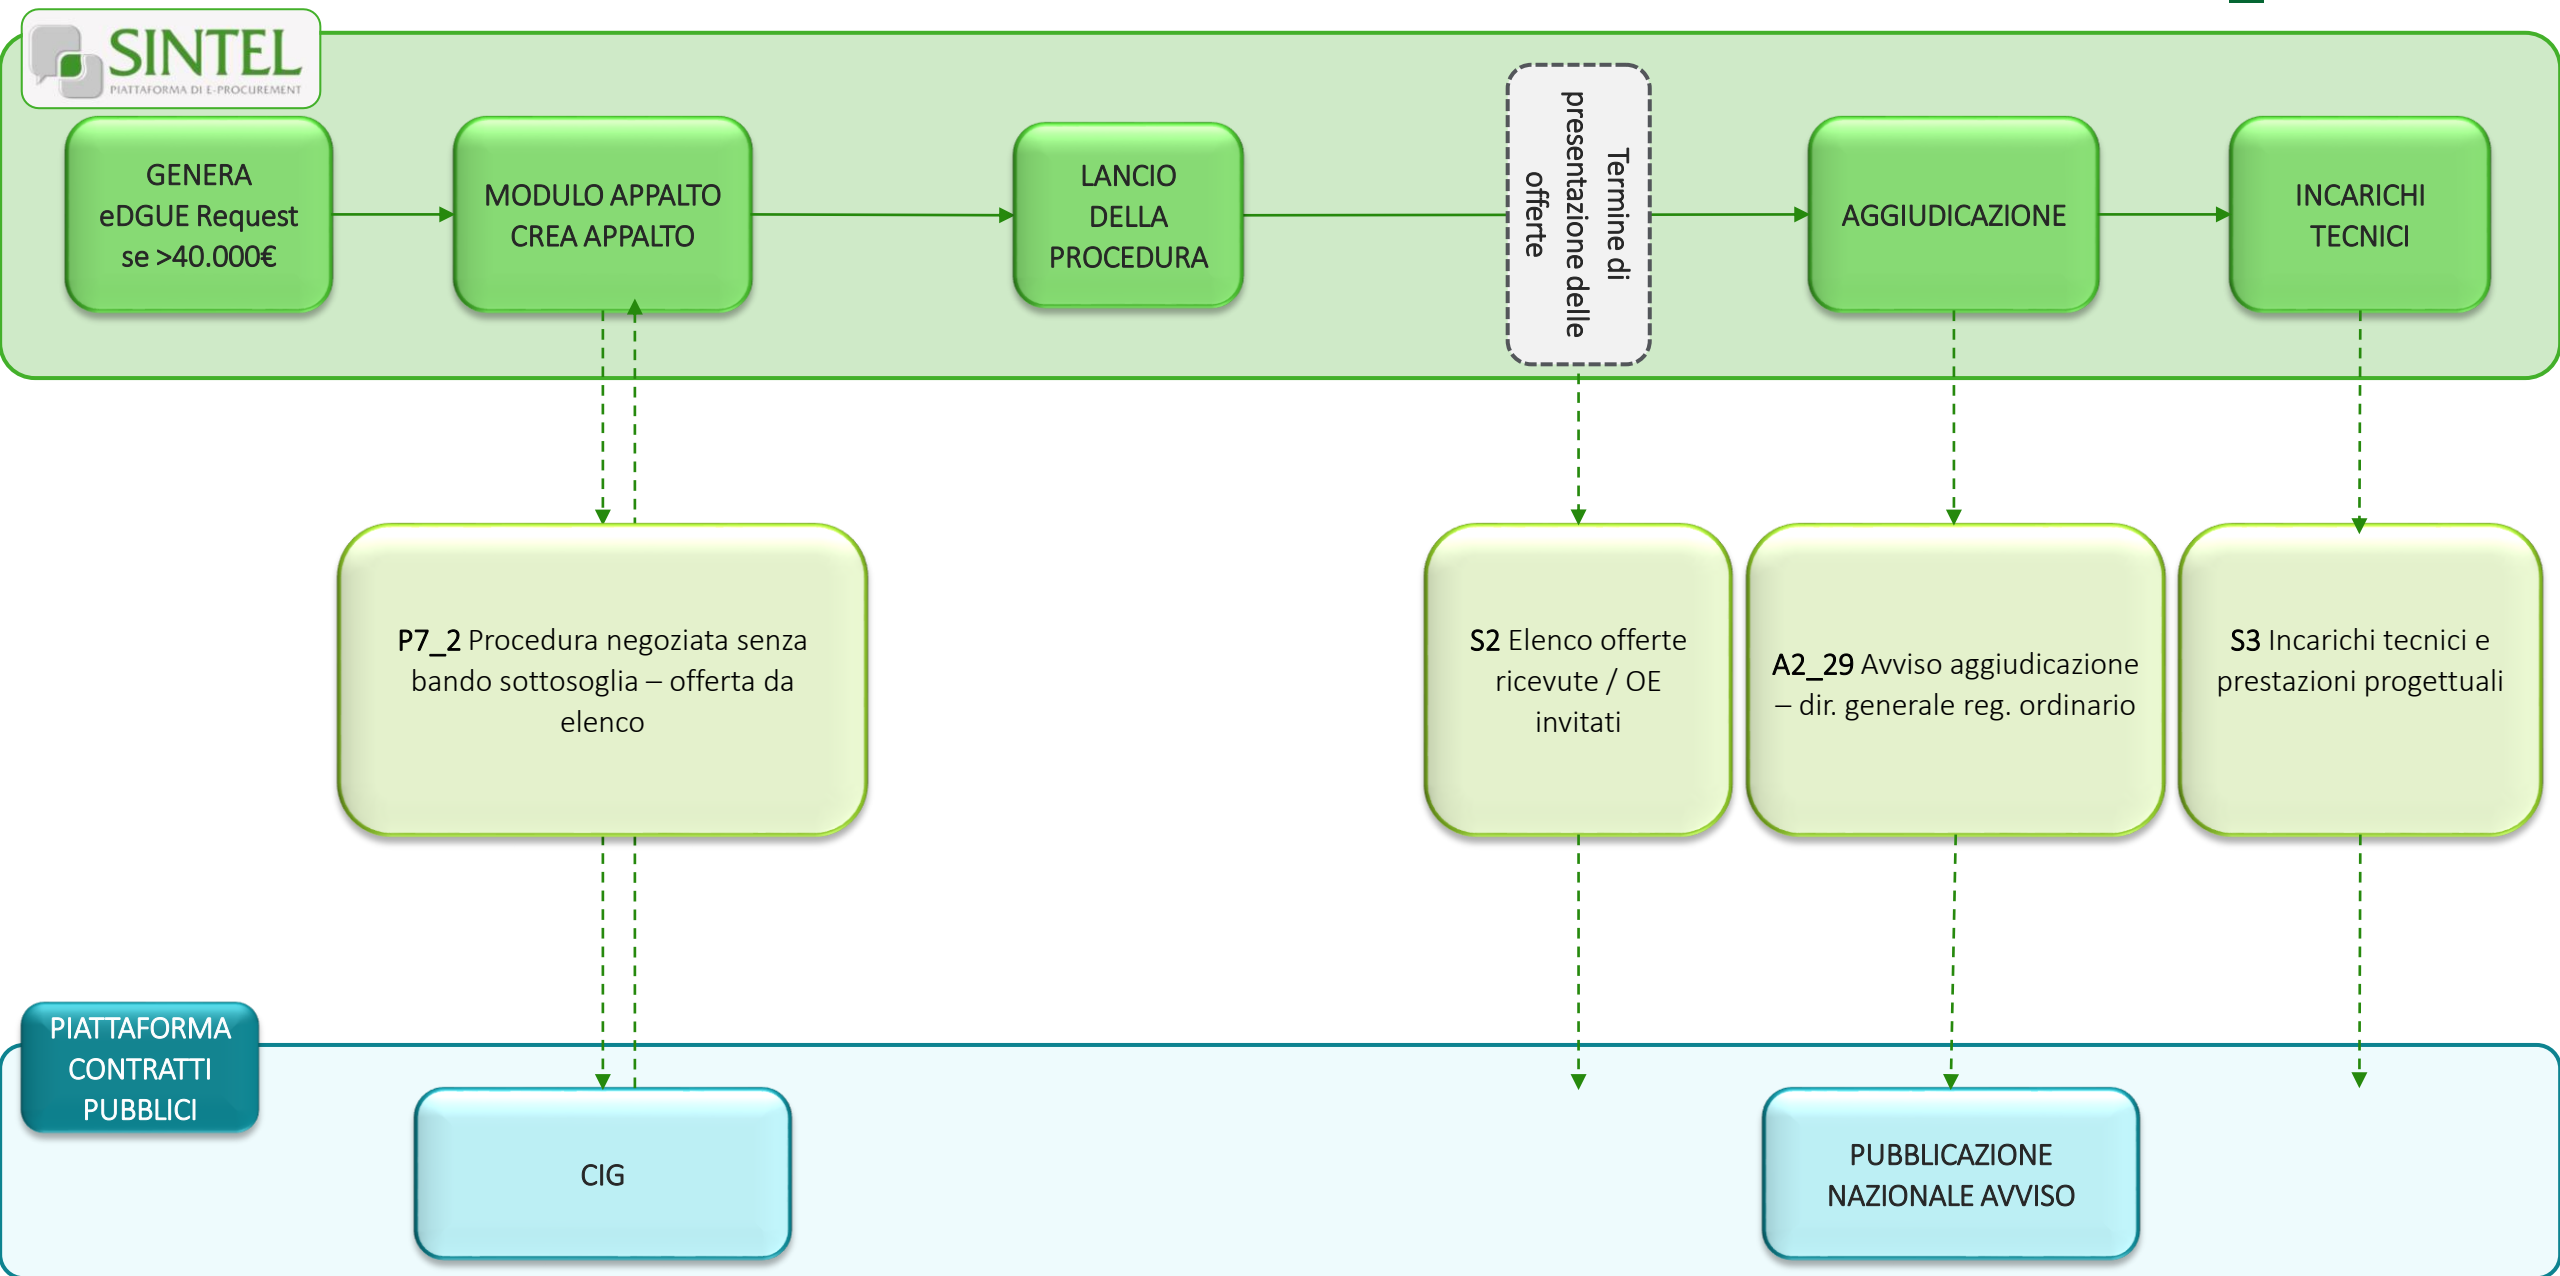 SINTEL
PIATTAFORMA DI E-PROCUREMENT
GENERA
eDGUE Request
se >40.000€
MODULO APPALTO
CREA APPALTO
LANCIO
DELLA
PROCEDURA
Termine di
presentazione delle
offerte
AGGIUDICAZIONE
INCARICHI
TECNICI
P7_2 Procedura negoziata senza
bando sottosoglia – offerta da
elenco
S2 Elenco offerte
ricevute / OE
invitati
A2_29 Avviso aggiudicazione
– dir. generale reg. ordinario
S3 Incarichi tecnici e
prestazioni progettuali
PIATTAFORMA
CONTRATTI
PUBBLICI
CIG
PUBBLICAZIONE
NAZIONALE AVVISO